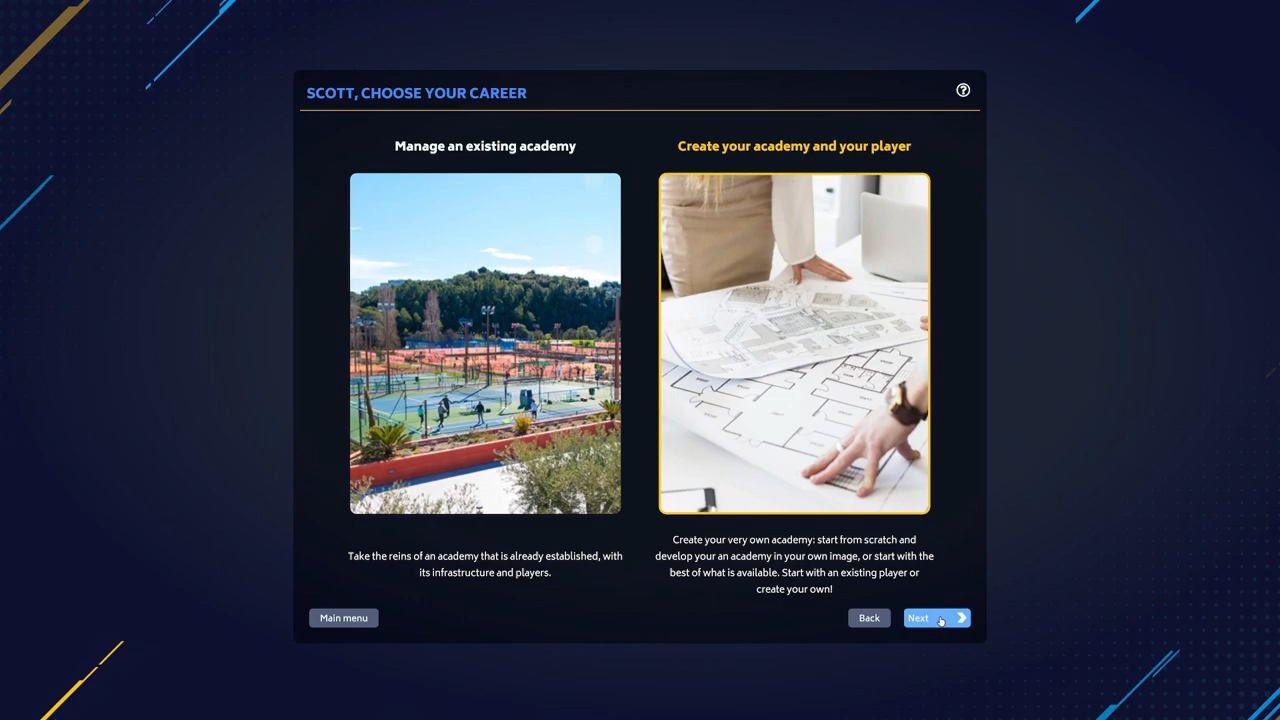 SCOTT, CHOOSE YOUR CAREER
Manage an existing academy
Create your academy and your player
Take the reins of an academy that is already established, with
its infrastructure and players.
Create your very own academy: start from scratch and
develop your an academy in your own image, or start with the
best of what is available. Start with an existing player or
create your own!
Main menu
Back
Next